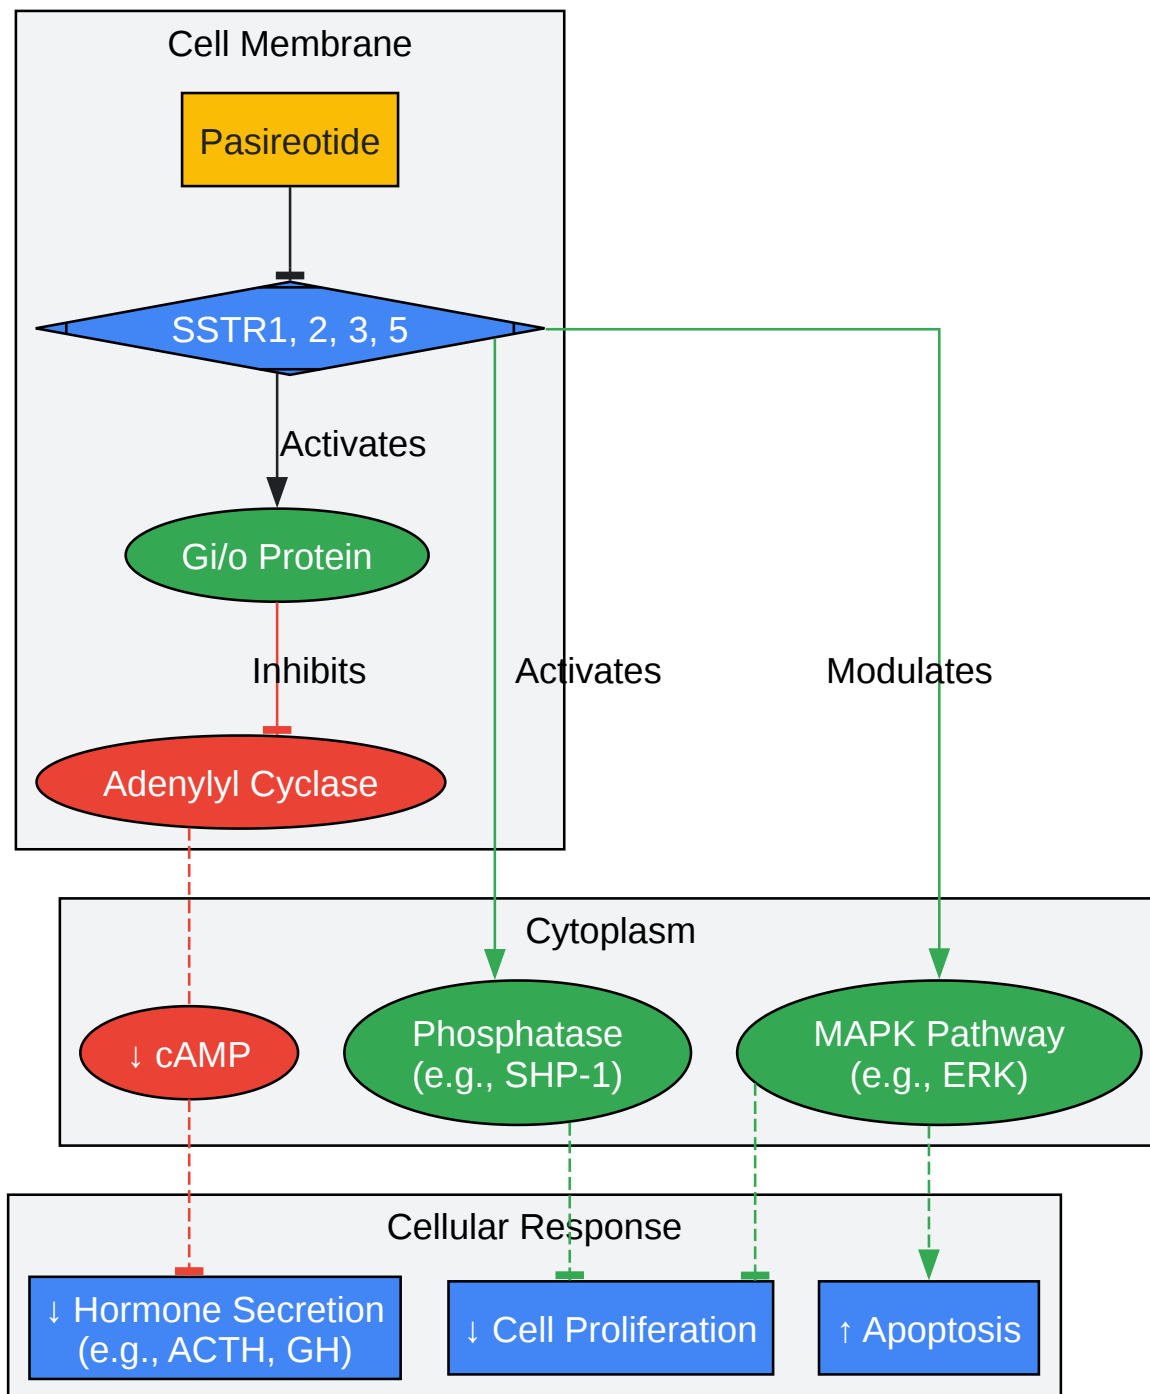 Cell Membrane
Pasireotide
SSTR1, 2, 3, 5
Activates
Gi/o Protein
Inhibits
Activates
Modulates
Adenylyl Cyclase
Cytoplasm
↓ cAMP
Phosphatase
(e.g., SHP-1)
MAPK Pathway
(e.g., ERK)
Cellular Response
↓ Hormone Secretion
(e.g., ACTH, GH)
↓ Cell Proliferation
↑ Apoptosis